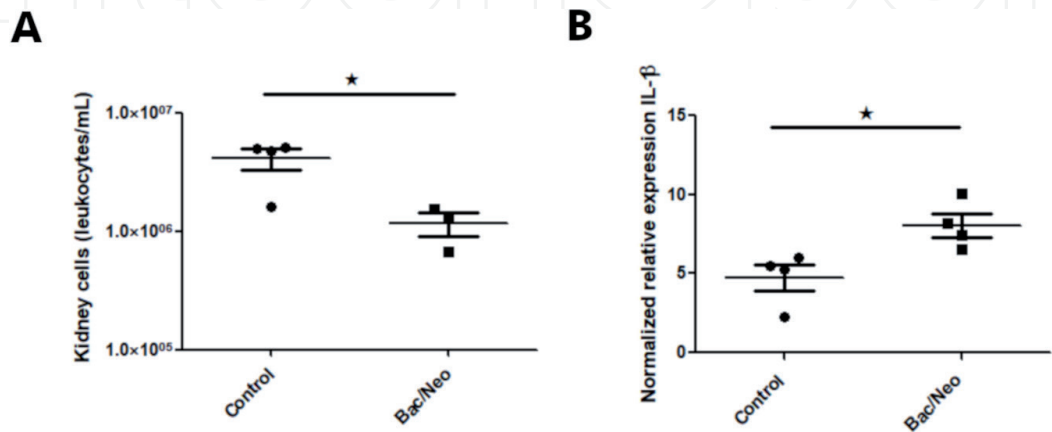 A
Kidney cells (leukocytes/mL)
1.0×10⁰⁷
1.0×10⁰⁶
1.0×10⁰⁵
★
Control
Bac/Neo
B
Normalized relative expression IL-1β
15
10
5
0
★
Control
Bac/Neo